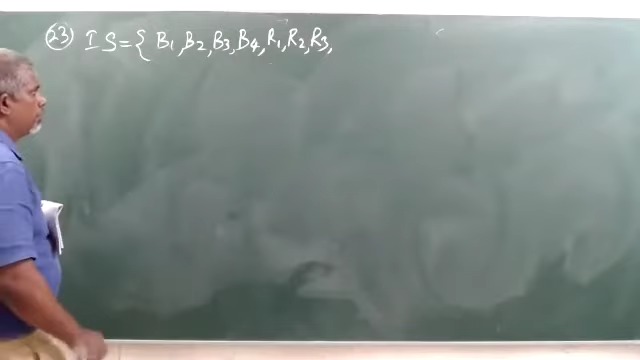 (23) I S = { B1, B2, B3, B4, R1, R2, R3,